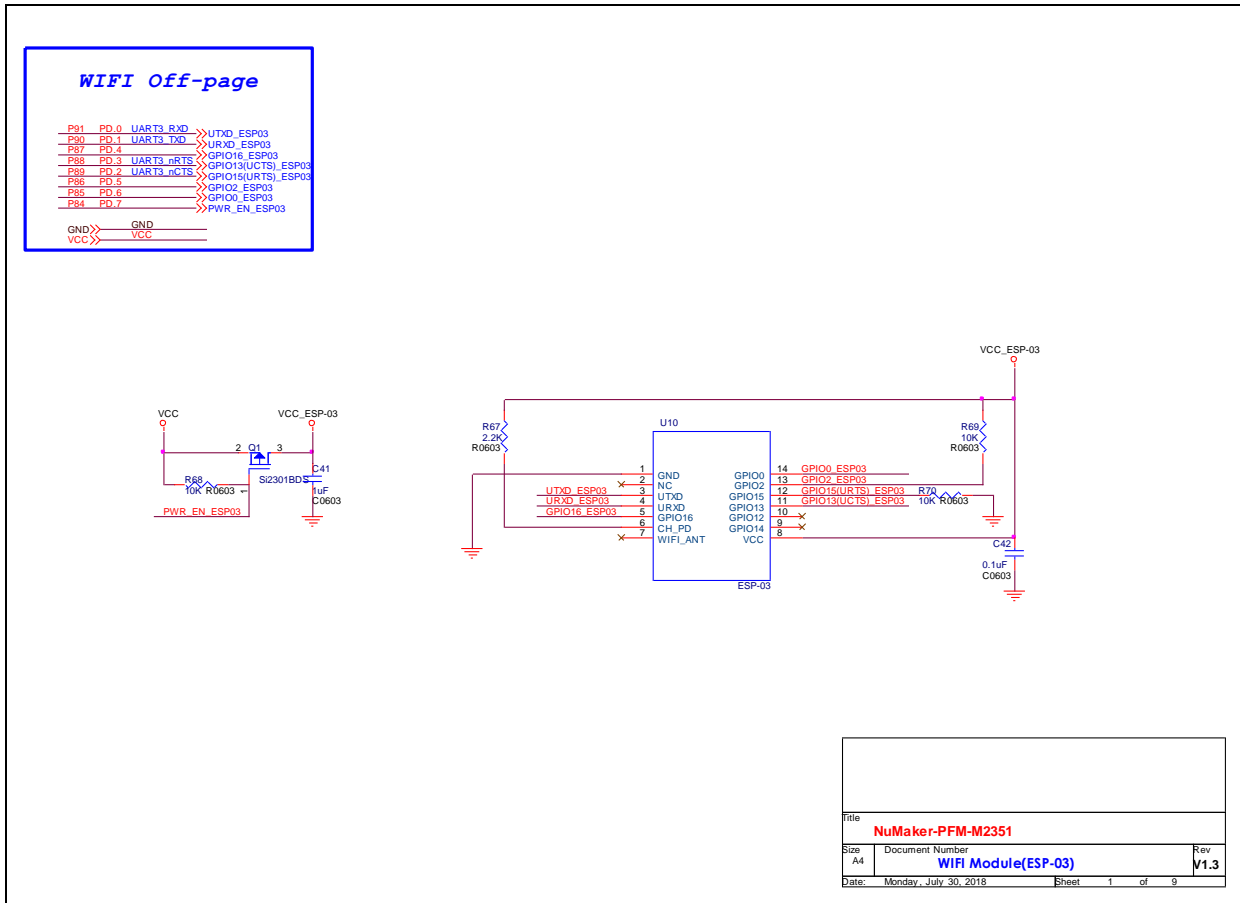 WIFI Off-page
P91 PD.0 UART3_RXD UTXD_ESP03
P90 PD.1 UART3_TXD URXD_ESP03
P87 PD.4 GPIO16_ESP03
P88 PD.3 UART3_nRTS GPIO13(UCTS)_ESP03
P89 PD.2 UART3_nCTS GPIO15(URTS)_ESP03
P86 PD.5 GPIO2_ESP03
P85 PD.6 GPIO0_ESP03
P84 PD.7 PWR_EN_ESP03
GND GND
VCC VCC
VCC
VCC_ESP-03
2 Q1 3
Si2301BDS
1
R68
10K R0603
C41
1uF
C0603
PWR_EN_ESP03
VCC_ESP-03
R67
2.2K
R0603
U10
R69
10K
R0603
1 GND
2 NC
UTXD_ESP03 3 UTXD
URXD_ESP03 4 URXD
GPIO16_ESP03 5 GPIO16
6 CH_PD
7 WIFI_ANT
GPIO0 14 GPIO0_ESP03
GPIO2 13 GPIO2_ESP03
GPIO15 12 GPIO15(URTS)_ESP03
GPIO13 11 GPIO13(UCTS)_ESP03
GPIO12 10
GPIO14 9
VCC 8
ESP-03
R70
10K R0603
C42
0.1uF
C0603
Title
NuMaker-PFM-M2351
Size Document Number Rev
A4 WIFI Module(ESP-03) V1.3
Date: Monday, July 30, 2018 Sheet 1 of 9